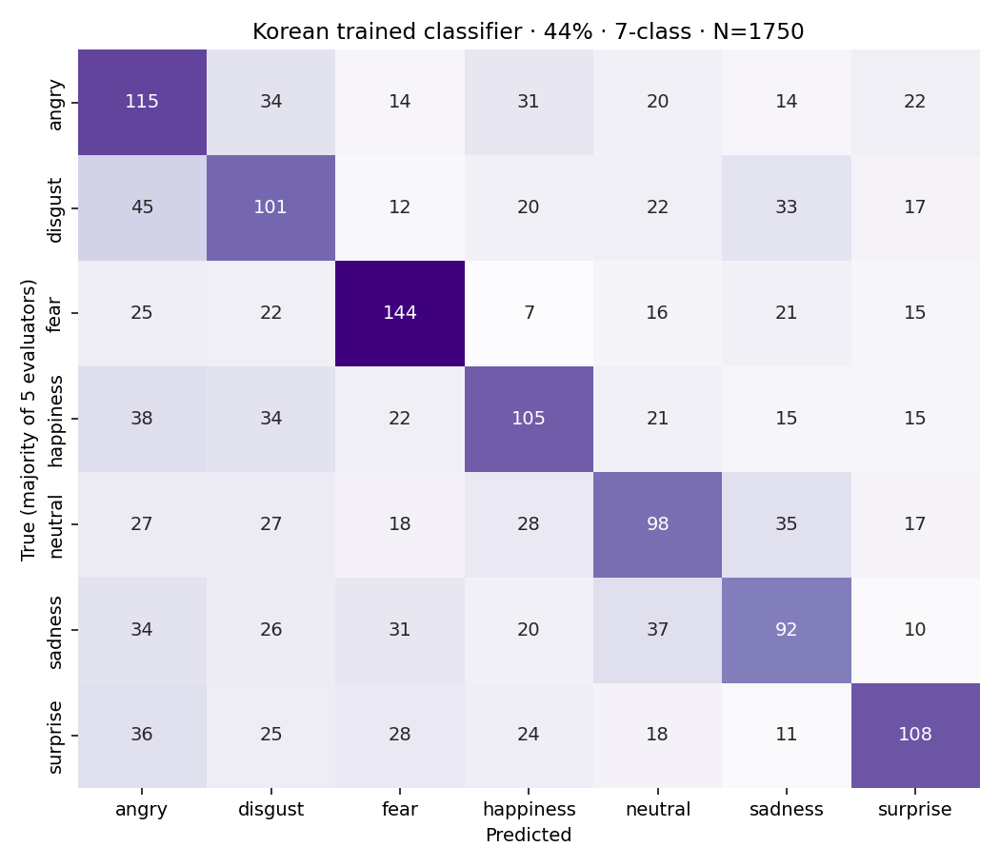 Korean trained classifier · 44% · 7-class · N=1750
True (majority of 5 evaluators)
angry 115 34 14 31 20 14 22
disgust 45 101 12 20 22 33 17
fear 25 22 144 7 16 21 15
happiness 38 34 22 105 21 15 15
neutral 27 27 18 28 98 35 17
sadness 34 26 31 20 37 92 10
surprise 36 25 28 24 18 11 108
angry disgust fear happiness neutral sadness surprise
Predicted